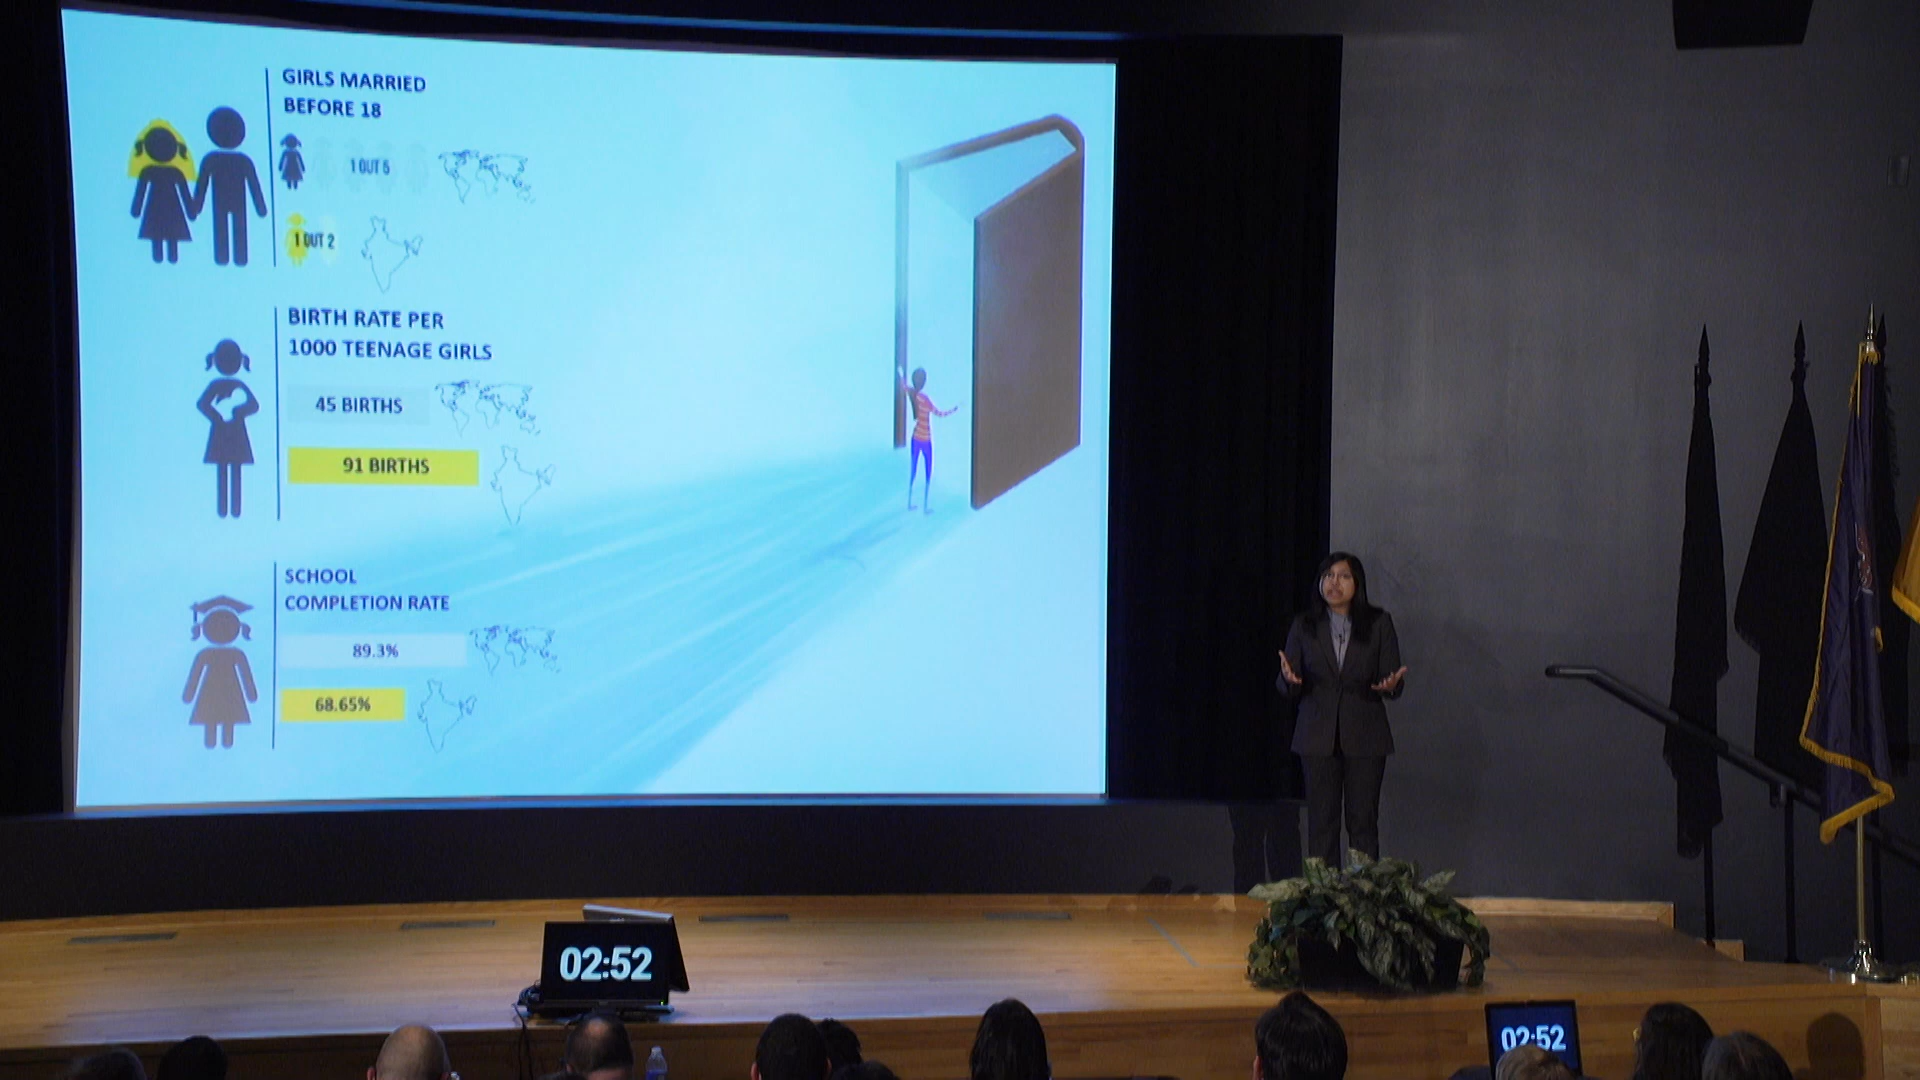 GIRLS MARRIED
BEFORE 18
1 OUT 5
1 OUT 2
BIRTH RATE PER
1000 TEENAGE GIRLS
45 BIRTHS
91 BIRTHS
SCHOOL
COMPLETION RATE
89.3%
68.65%
02:52
02:52